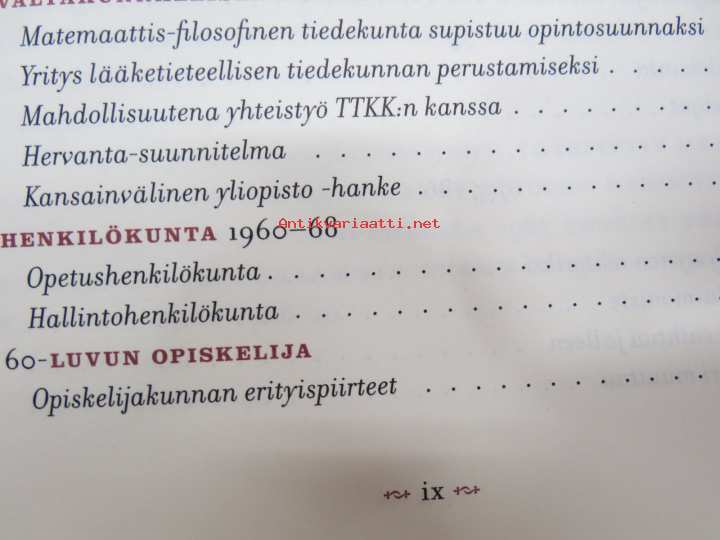 Matemaattis-filosofinen tiedekunta supistuu opintosuunnaksi
Yritys lääketieteellisen tiedekunnan perustamiseksi . . . . .
Mahdollisuutena yhteistyö TTKK:n kanssa . . . . . . . . .
Hervanta-suunnitelma . . . . . . . . . . . . . . . . .
Kansainvälinen yliopisto -hanke . . . . . . . . . . . .
Antikvariaatti.net
HENKILÖKUNTA 1960–68
Opetushenkilökunta . . . . . . . . . . . . . . . . . .
Hallintohenkilökunta . . . . . . . . . . . . . . . . .
60-LUVUN OPISKELIJA
Opiskelijakunnan erityispiirteet . . . . . . . . . . . .
ix